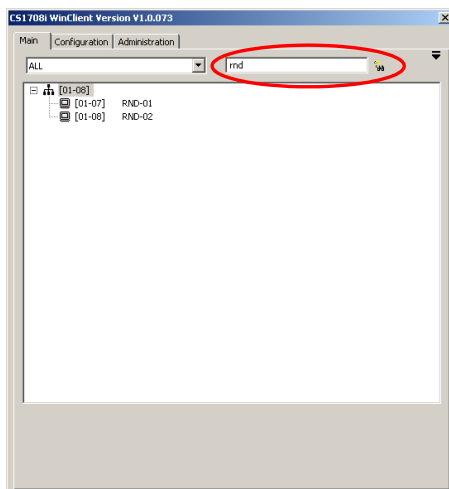 CS1708i WinClient Version V1.0.073
Main Configuration Administration
ALL rnd
[01-08]
[01-07] RND-01
[01-08] RND-02